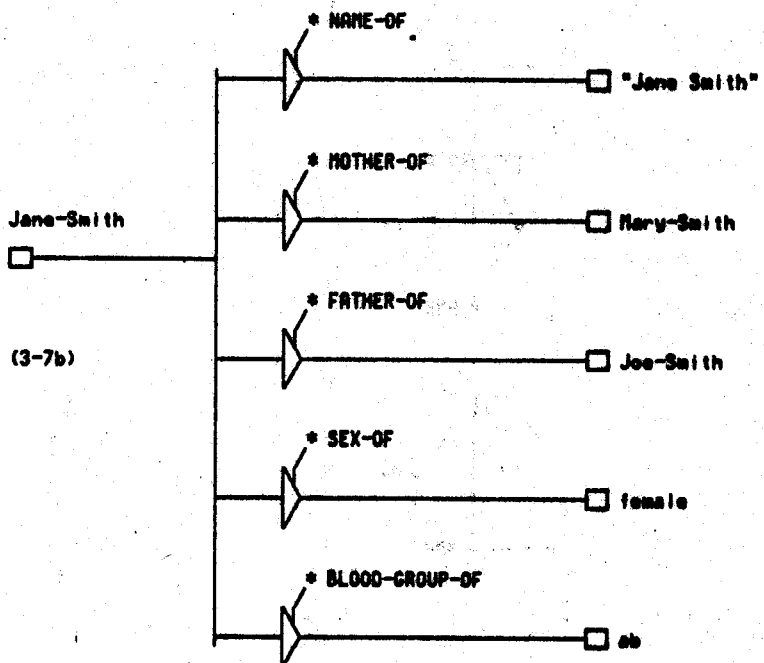 * NAME-OF
"Jane Smith"
* MOTHER-OF
Jane-Smith
Mary-Smith
* FATHER-OF
(3-7b)
Joe-Smith
* SEX-OF
female
* BLOOD-GROUP-OF
ab